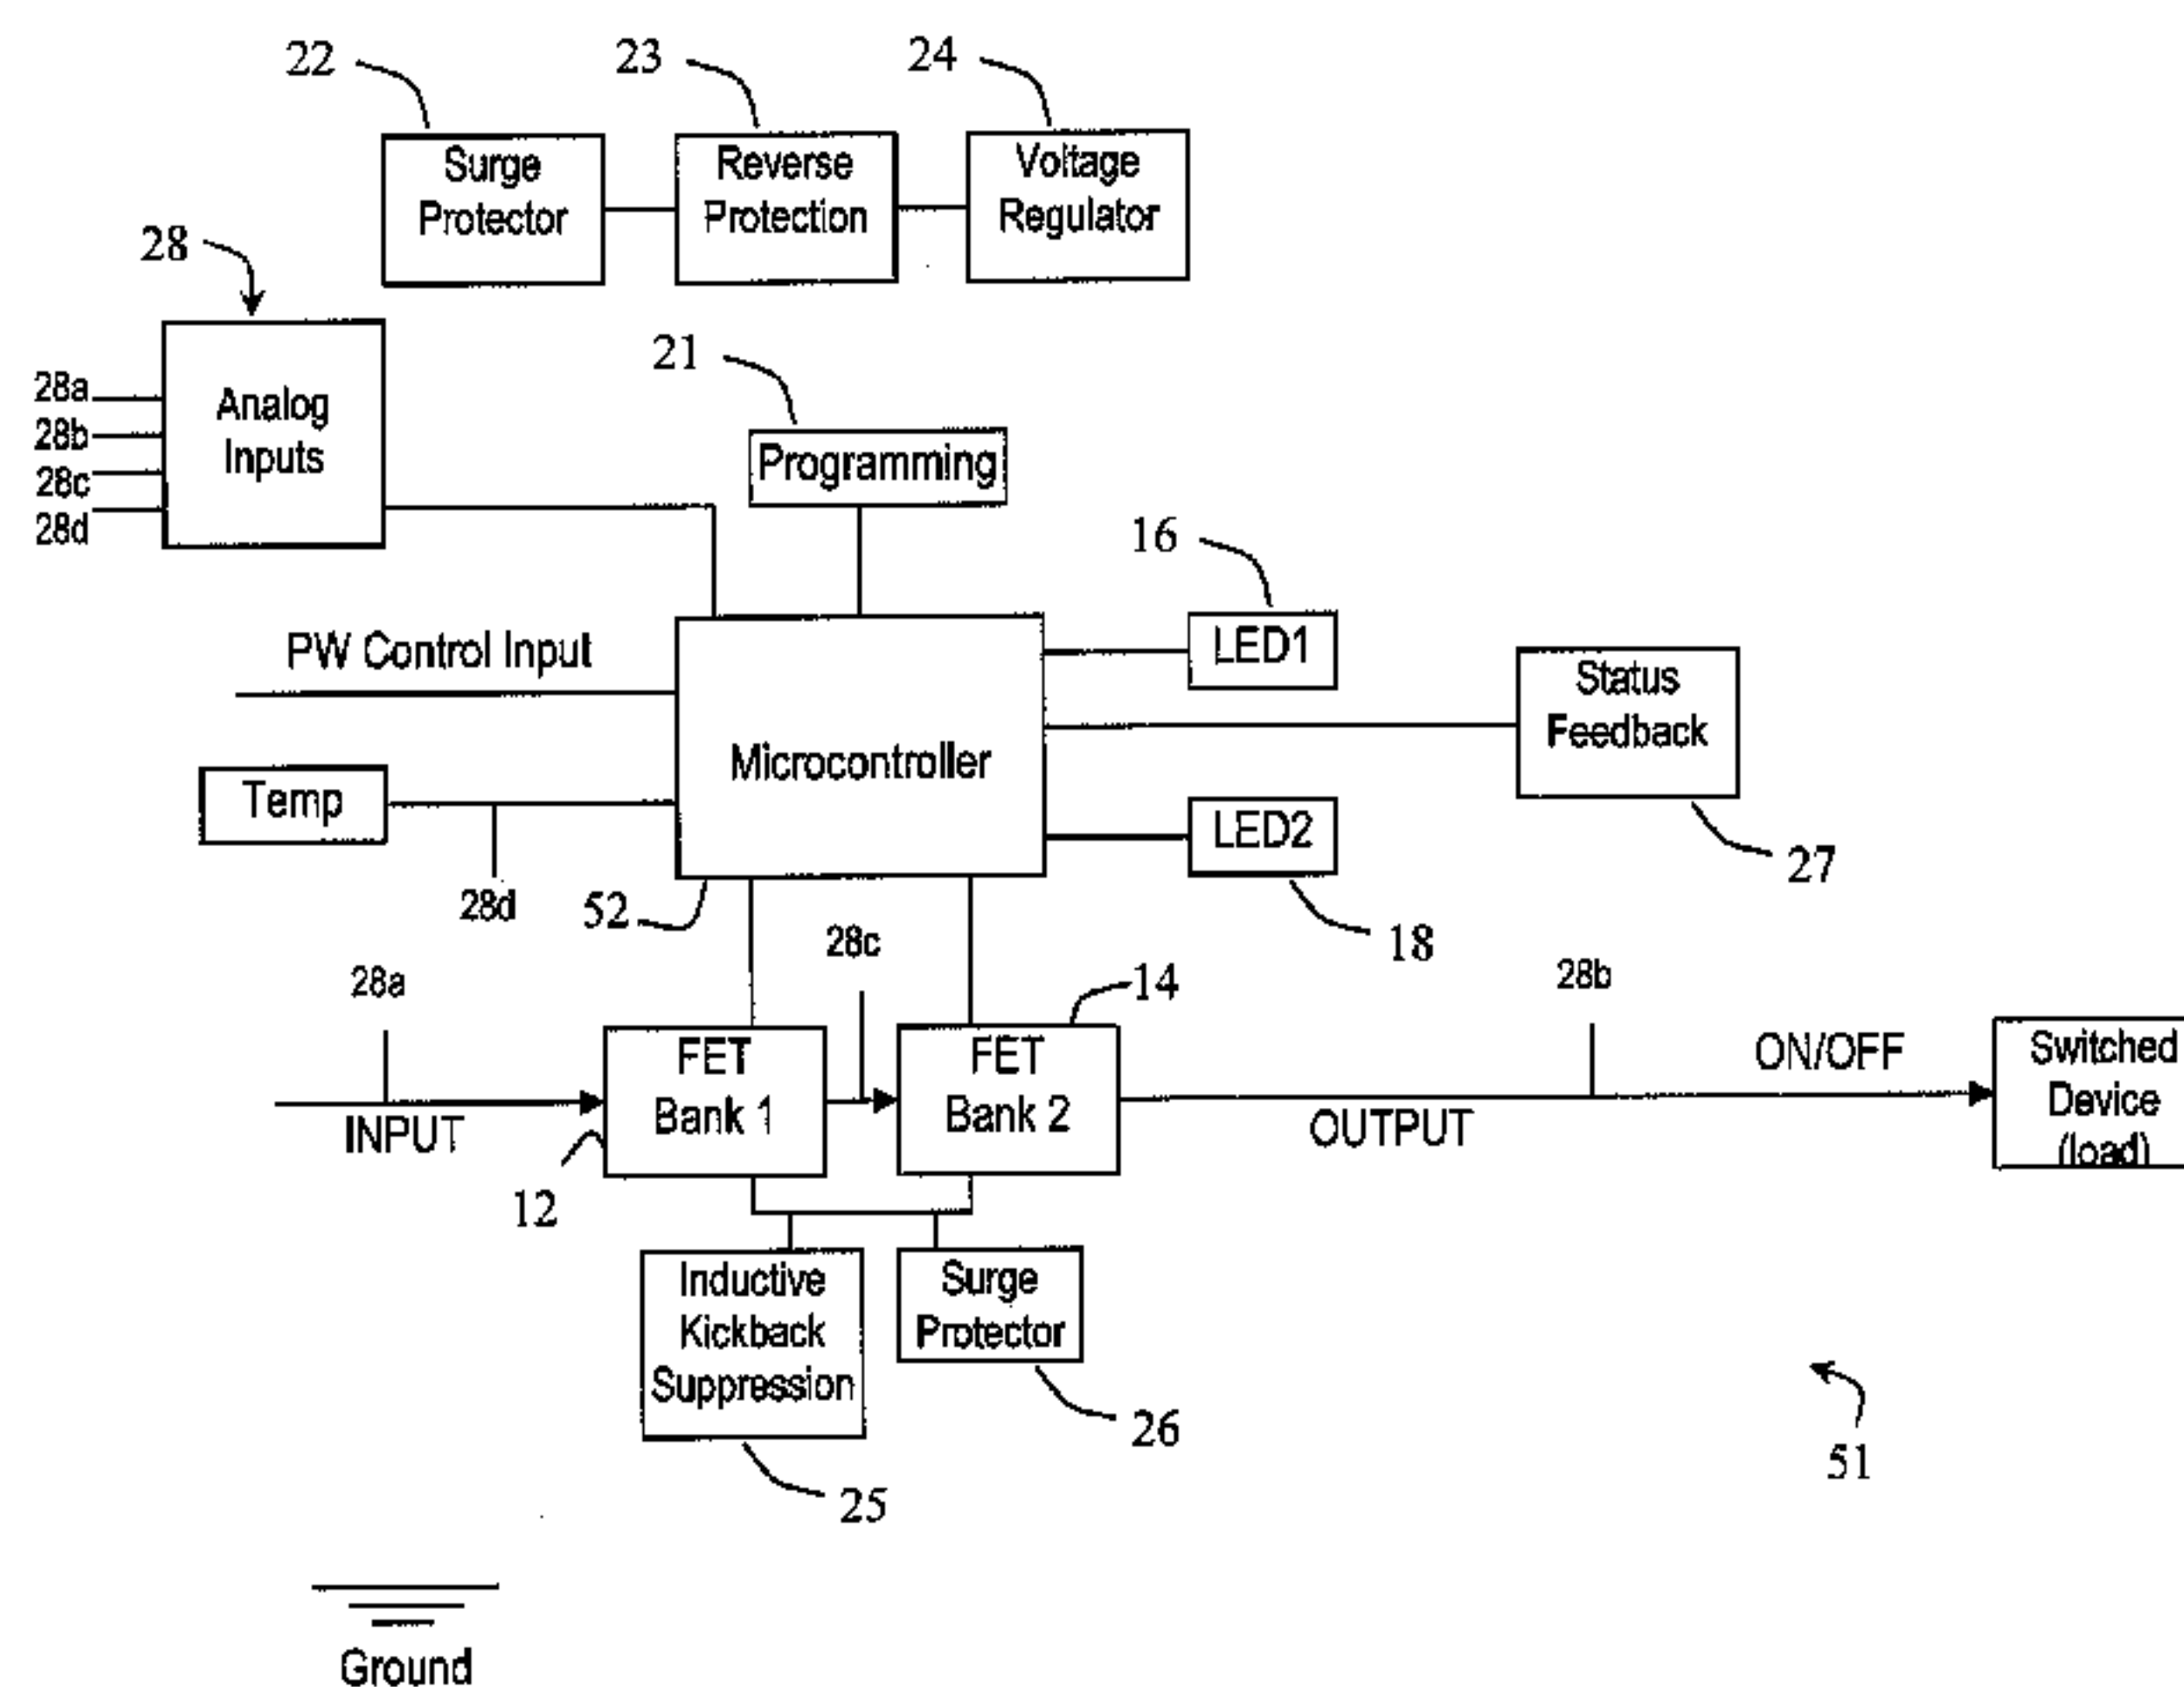 22
23
24
Surge
Protector
Reverse
Protection
Voltage
Regulator
28
28a
28b
28c
28d
Analog
Inputs
21
Programming
16
LED1
PW Control Input
Status
Feedback
Microcontroller
Temp
LED2
27
28d
52
28c
18
28a
14
28b
FET
Bank 1
FET
Bank 2
ON/OFF
Switched
Device
(load)
INPUT
OUTPUT
12
Inductive
Kickback
Suppression
Surge
Protector
26
51
25
Ground